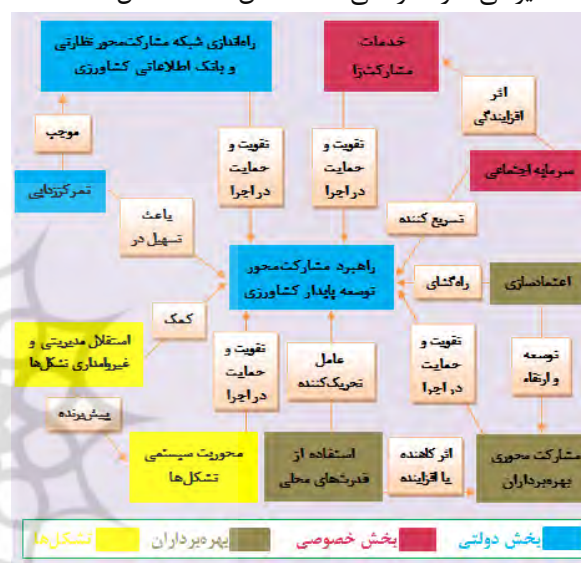 راه‌اندازی شبکه مشارکت‌محور نظارتی
و بانک اطلاعاتی کشاورزی
خدمات
مشارکت‌زا
اثر
افزایندگی
موجب
تقویت و
حمایت
در اجرا
تقویت و
حمایت
در اجرا
سرمایه اجتماعی
تمرکززدایی
تسریع کننده
باعث
تسهیل در
راهبرد مشارکت‌محور
توسعه پایدار کشاورزی
راه‌گشای
اعتمادسازی
کمک
استقلال مدیریتی و
غیروامداری تشکل‌ها
تقویت و
حمایت
در اجرا
عامل
تحریک‌کننده
تقویت و
حمایت
در اجرا
توسعه
و ارتقاء
پیش‌برنده
محوریت سیستمی
تشکل‌ها
استفاده از
قدرت‌های محلی
اثر کاهنده
یا افزاینده
مشارکت محوری
بهره‌برداران
بخش دولتی بخش خصوصی بهره‌برداران تشکل‌ها